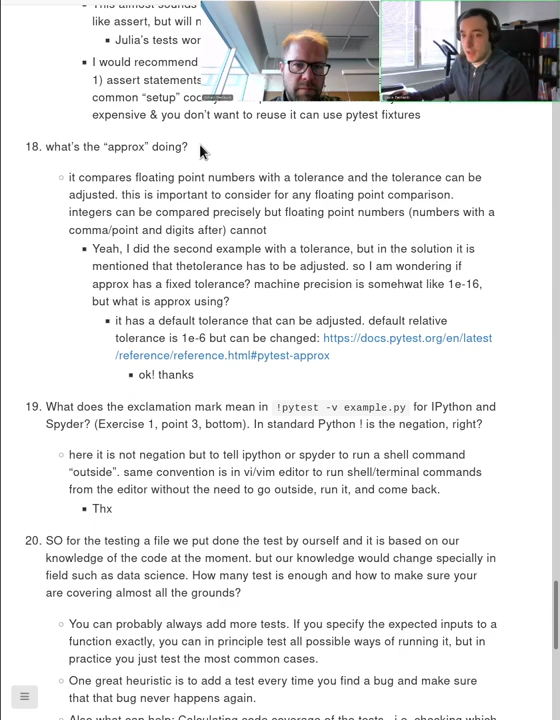 This almost sounds
like assert, but will n
Julia's tests wor
I would recommend
1) assert statements
common "setup" co
expensive & you don't want to reuse it can use pytest fixtures
18. what's the "approx" doing?
it compares floating point numbers with a tolerance and the tolerance can be
adjusted. this is important to consider for any floating point comparison.
integers can be compared precisely but floating point numbers (numbers with a
comma/point and digits after) cannot
Yeah, I did the second example with a tolerance, but in the solution it is
mentioned that thetolerance has to be adjusted. so I am wondering if
approx has a fixed tolerance? machine precision is somehwat like 1e-16,
but what is approx using?
it has a default tolerance that can be adjusted. default relative
tolerance is 1e-6 but can be changed: https://docs.pytest.org/en/latest
/reference/reference.html#pytest-approx
ok! thanks
19. What does the exclamation mark mean in !pytest -v example.py for IPython and
Spyder? (Exercise 1, point 3, bottom). In standard Python ! is the negation, right?
here it is not negation but to tell ipython or spyder to run a shell command
"outside". same convention is in vi/vim editor to run shell/terminal commands
from the editor without the need to go outside, run it, and come back.
Thx
20. SO for the testing a file we put done the test by ourself and it is based on our
knowledge of the code at the moment. but our knowledge would change specially in
field such as data science. How many test is enough and how to make sure your
are covering almost all the grounds?
You can probably always add more tests. If you specify the expected inputs to a
function exactly, you can in principle test all possible ways of running it, but in
practice you just test the most common cases.
One great heuristic is to add a test every time you find a bug and make sure
that that bug never happens again.
Also what can help: Calculating code coverage of the tests - i.e. checking which